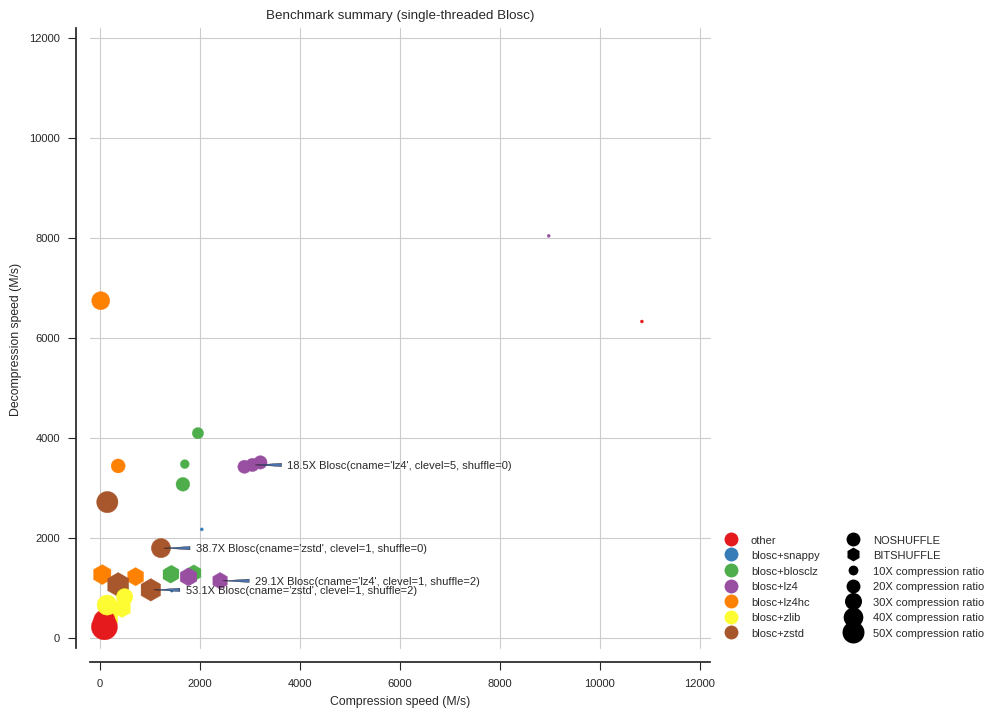 Benchmark summary (single-threaded Blosc)
12000
10000
8000
6000
4000
2000
0
Decompression speed (M/s)
18.5X Blosc(cname='lz4', clevel=5, shuffle=0)
38.7X Blosc(cname='zstd', clevel=1, shuffle=0)
29.1X Blosc(cname='lz4', clevel=1, shuffle=2)
53.1X Blosc(cname='zstd', clevel=1, shuffle=2)
0 2000 4000 6000 8000 10000 12000
Compression speed (M/s)
other
blosc+snappy
blosc+blosclz
blosc+lz4
blosc+lz4hc
blosc+zlib
blosc+zstd
NOSHUFFLE
BITSHUFFLE
10X compression ratio
20X compression ratio
30X compression ratio
40X compression ratio
50X compression ratio